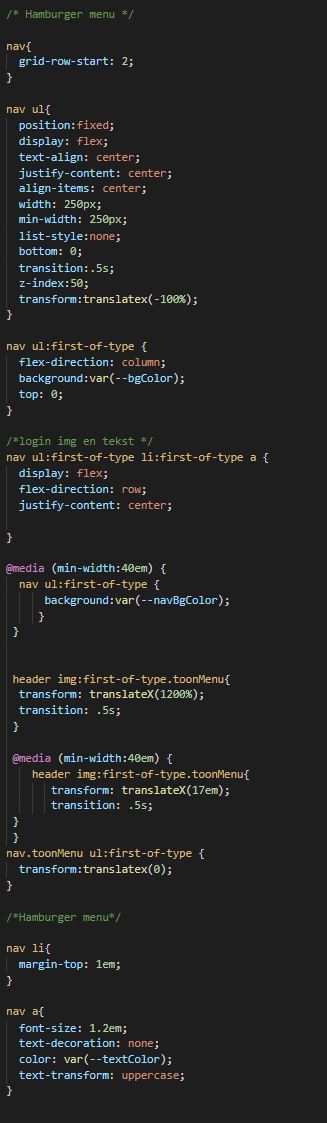 /* Hamburger menu */
nav{
grid-row-start: 2;
}
nav ul{
position:fixed;
display: flex;
text-align: center;
justify-content: center;
align-items: center;
width: 250px;
min-width: 250px;
list-style:none;
bottom: 0;
transition:.5s;
z-index:50;
transform:translatex(-100%);
}
nav ul:first-of-type {
flex-direction: column;
background:var(--bgColor);
top: 0;
}
/*login img en tekst */
nav ul:first-of-type li:first-of-type a {
display: flex;
flex-direction: row;
justify-content: center;
}
@media (min-width:40em) {
nav ul:first-of-type {
background:var(--navBgColor);
}
}
header img:first-of-type.toonMenu{
transform: translateX(1200%);
transition: .5s;
}
@media (min-width:40em) {
header img:first-of-type.toonMenu{
transform: translateX(17em);
transition: .5s;
}
}
nav.toonMenu ul:first-of-type {
transform:translatex(0);
}
/*Hamburger menu*/
nav li{
margin-top: 1em;
}
nav a{
font-size: 1.2em;
text-decoration: none;
color: var(--textColor);
text-transform: uppercase;
}